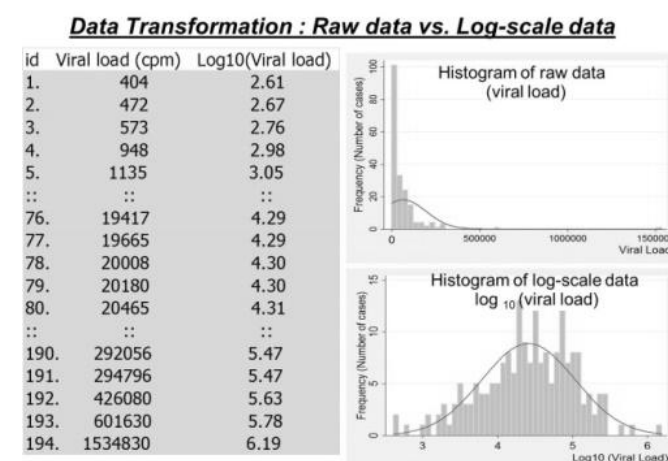 Data Transformation : Raw data vs. Log-scale data
id Viral load (cpm) Log10(Viral load)
1. 404 2.61
2. 472 2.67
3. 573 2.76
4. 948 2.98
5. 1135 3.05
:: :: ::
76. 19417 4.29
77. 19665 4.29
78. 20008 4.30
79. 20180 4.30
80. 20465 4.31
:: :: ::
190. 292056 5.47
191. 294796 5.47
192. 426080 5.63
193. 601630 5.78
194. 1534830 6.19
Histogram of raw data
(viral load)
Frequency (Number of cases)
100
80
60
40
20
0
0 500000 1000000 150000
Viral Load
Histogram of log-scale data
log 10 (viral load)
Frequency (Number of cases)
15
10
5
0
3 4 5 6
Log10 (Viral Load)